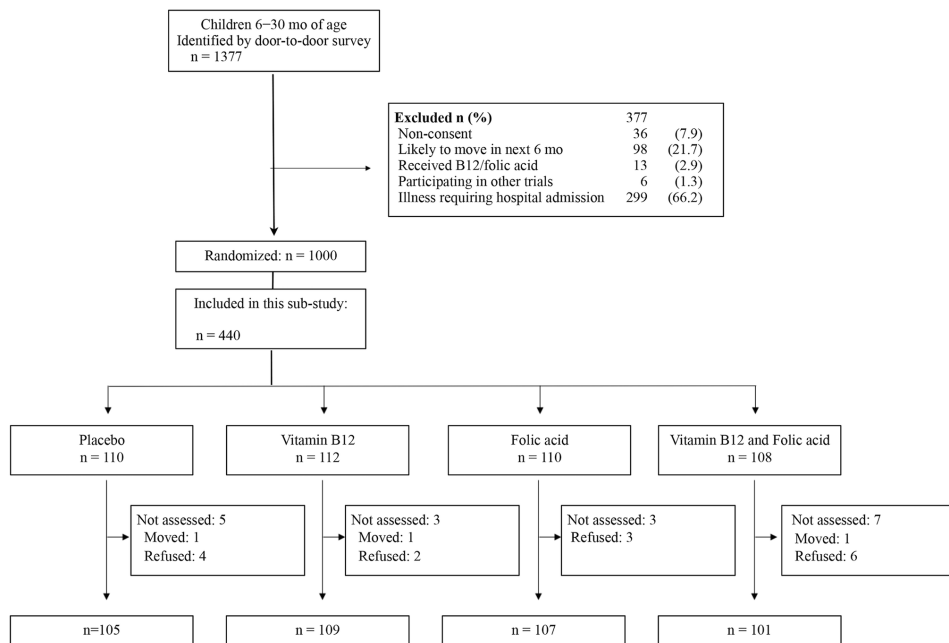 Children 6−30 mo of age
Identified by door-to-door survey
n = 1377
Excluded n (%) 377
Non-consent 36 (7.9)
Likely to move in next 6 mo 98 (21.7)
Received B12/folic acid 13 (2.9)
Participating in other trials 6 (1.3)
Illness requiring hospital admission 299 (66.2)
Randomized: n = 1000
Included in this sub-study:
n = 440
Placebo
n = 110
Vitamin B12
n = 112
Folic acid
n = 110
Vitamin B12 and Folic acid
n = 108
Not assessed: 5
Moved: 1
Refused: 4
Not assessed: 3
Moved: 1
Refused: 2
Not assessed: 3
Refused: 3
Not assessed: 7
Moved: 1
Refused: 6
n=105
n = 109
n = 107
n = 101